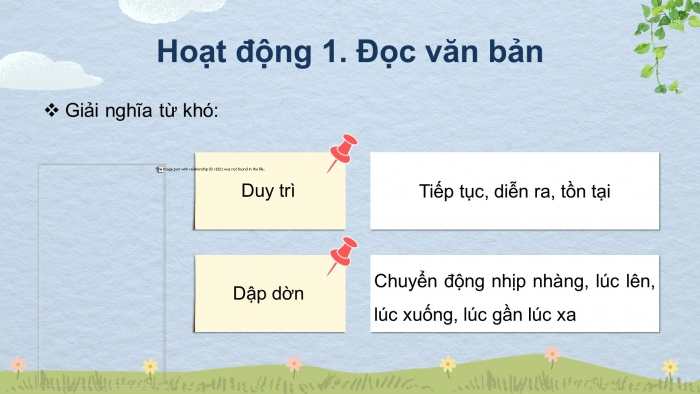 Hoạt động 1. Đọc văn bản
❖ Giải nghĩa từ khó:
image part with relationship ID rId2 was not found in the file.
Duy trì
Tiếp tục, diễn ra, tồn tại
Dập dờn
Chuyển động nhịp nhàng, lúc lên,
lúc xuống, lúc gần lúc xa